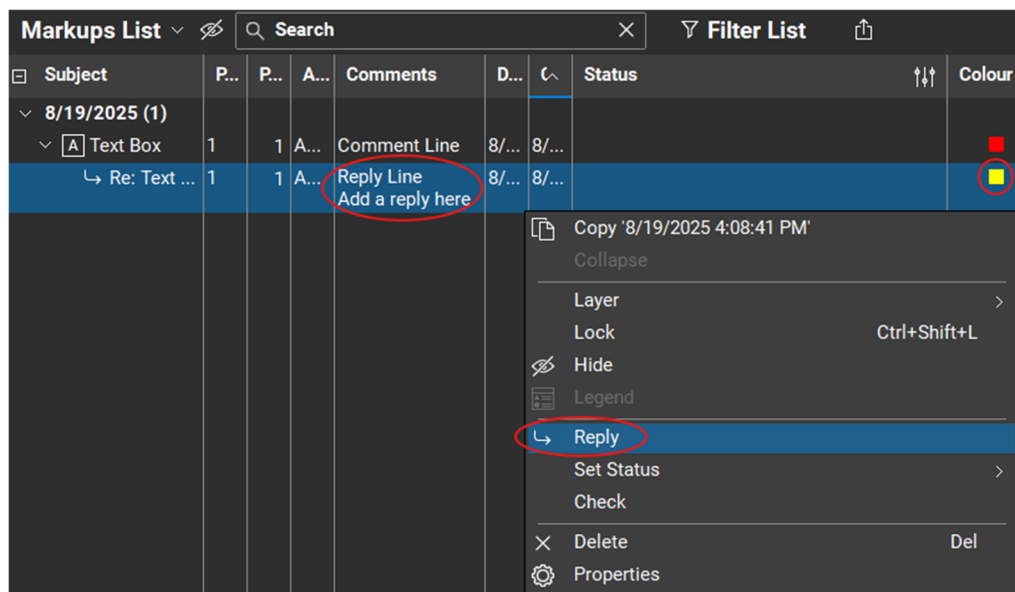 Markups List Search Filter List
Subject P... P... A... Comments D... Status Colour
8/19/2025 (1)
A Text Box 1 1 A... Comment Line 8/... 8/...
Re: Text ... 1 1 A... Reply Line 8/... 8/...
Add a reply here
Copy '8/19/2025 4:08:41 PM'
Collapse
Layer
Lock Ctrl+Shift+L
Hide
Legend
Reply
Set Status
Check
Delete Del
Properties